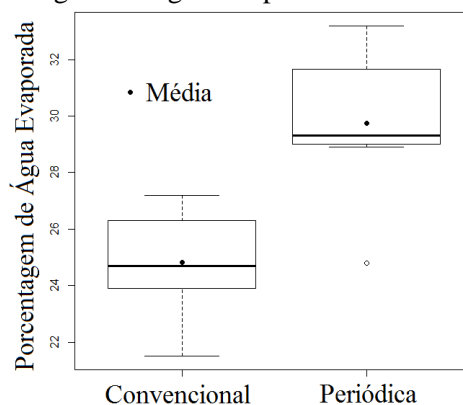 Porcentagem de Água Evaporada
32
30
28
26
24
22
Média
Convencional
Periódica